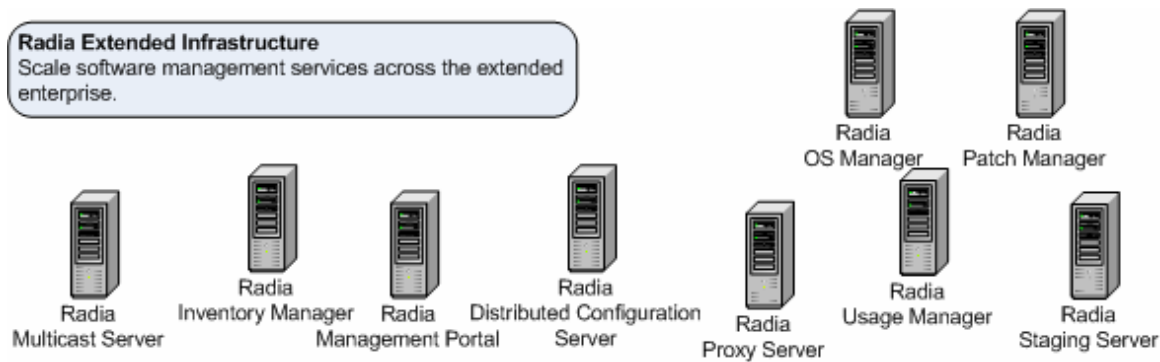 Radia Extended Infrastructure
Scale software management services across the extended
enterprise.
Radia
OS Manager
Radia
Patch Manager
Radia
Multicast Server
Radia
Inventory Manager
Radia
Management Portal
Radia
Distributed Configuration
Server
Radia
Proxy Server
Radia
Usage Manager
Radia
Staging Server